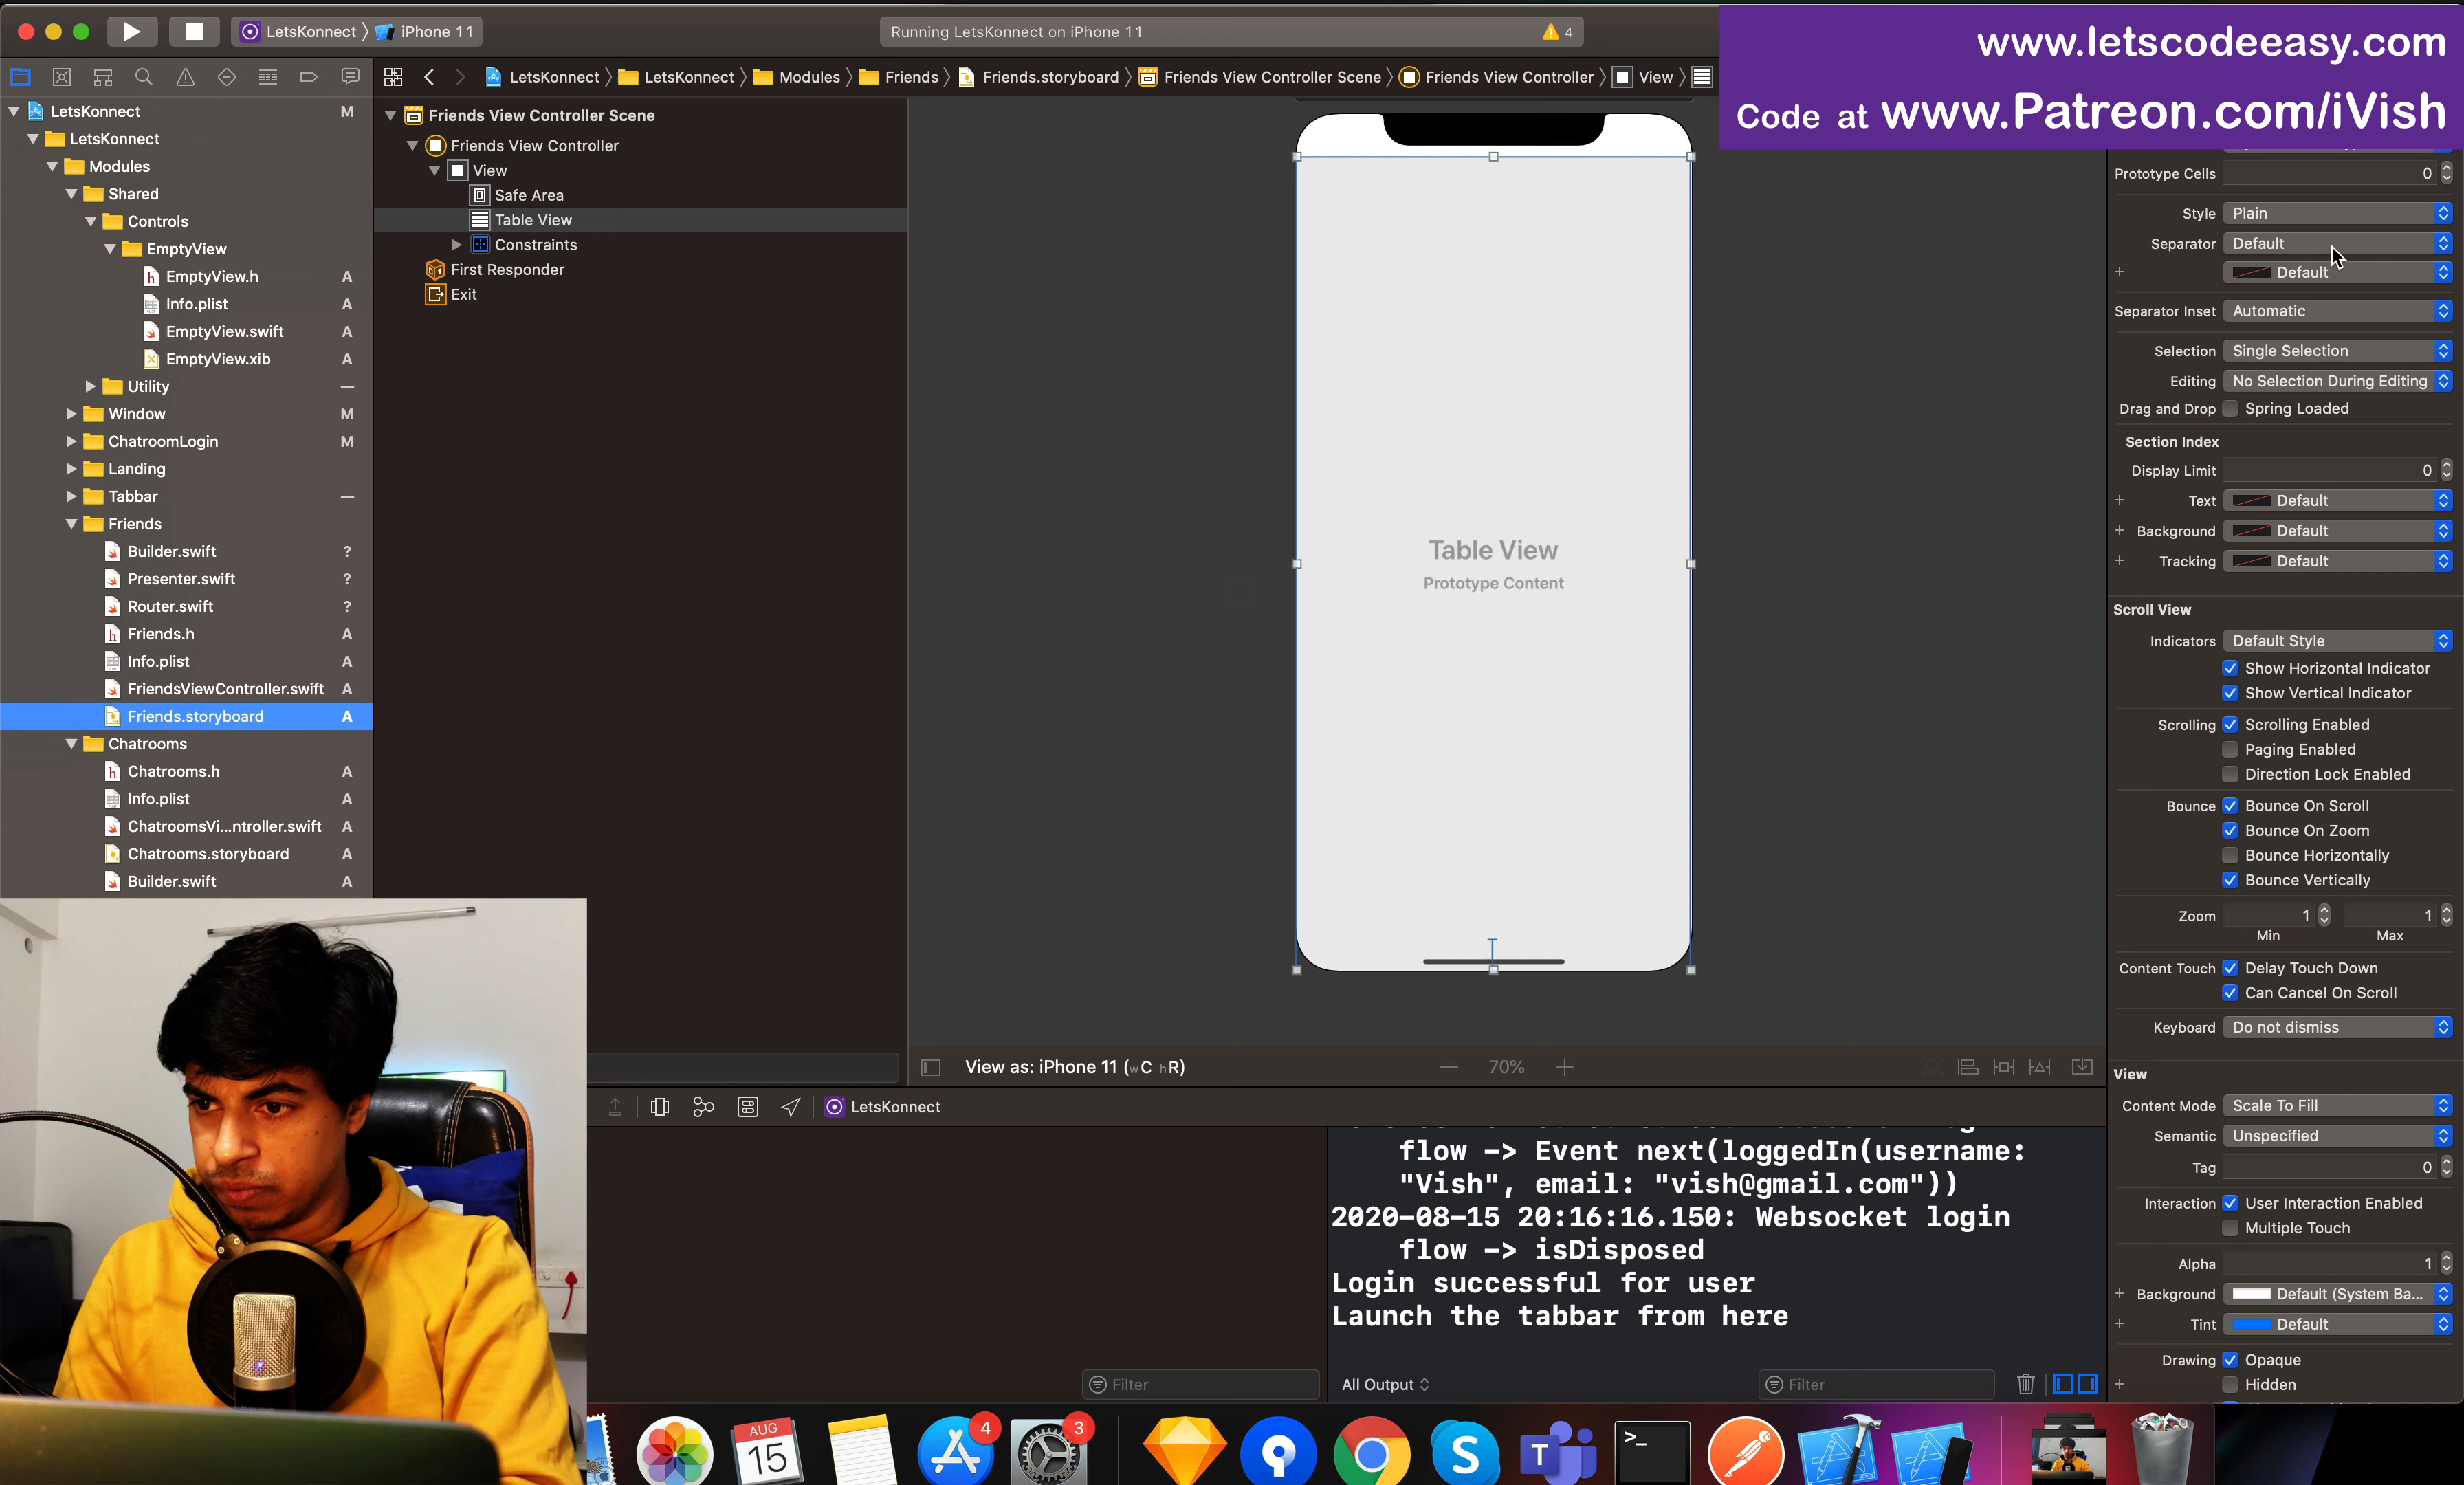 LetsKonnect 〉 iPhone 11
Running LetsKonnect on iPhone 11
4
www.letscodeeasy.com
Code at www.Patreon.com/iVish
LetsKonnect 〉 LetsKonnect 〉 Modules 〉 Friends 〉 Friends.storyboard 〉 Friends View Controller Scene 〉 Friends View Controller 〉 View 〉
LetsKonnect M
LetsKonnect
Modules
Shared
Controls
EmptyView
EmptyView.h A
Info.plist A
EmptyView.swift A
EmptyView.xib A
Utility —
Window M
ChatroomLogin M
Landing
Tabbar —
Friends
Builder.swift ?
Presenter.swift ?
Router.swift ?
Friends.h A
Info.plist A
FriendsViewController.swift A
Friends.storyboard A
Chatrooms
Chatrooms.h A
Info.plist A
ChatroomsVi...ntroller.swift A
Chatrooms.storyboard A
Builder.swift A
Friends View Controller Scene
Friends View Controller
View
Safe Area
Table View
Constraints
First Responder
Exit
Table View
Prototype Content
View as: iPhone 11 (wC hR)
— 70% +
LetsKonnect
flow -> Event next(loggedIn(username:
"Vish", email: "vish@gmail.com"))
2020-08-15 20:16:16.150: Websocket login
flow -> isDisposed
Login successful for user
Launch the tabbar from here
Filter
All Output
Filter
Prototype Cells 0
Style Plain
Separator Default
+ Default
Separator Inset Automatic
Selection Single Selection
Editing No Selection During Editing
Drag and Drop Spring Loaded
Section Index
Display Limit 0
+ Text Default
+ Background Default
+ Tracking Default
Scroll View
Indicators Default Style
Show Horizontal Indicator
Show Vertical Indicator
Scrolling Scrolling Enabled
Paging Enabled
Direction Lock Enabled
Bounce Bounce On Scroll
Bounce On Zoom
Bounce Horizontally
Bounce Vertically
Zoom 1 1
Min Max
Content Touch Delay Touch Down
Can Cancel On Scroll
Keyboard Do not dismiss
View
Content Mode Scale To Fill
Semantic Unspecified
Tag 0
Interaction User Interaction Enabled
Multiple Touch
Alpha 1
+ Background Default (System Ba...
+ Tint Default
Drawing Opaque
+ Hidden
AUG
15
4
3
S
T
>_